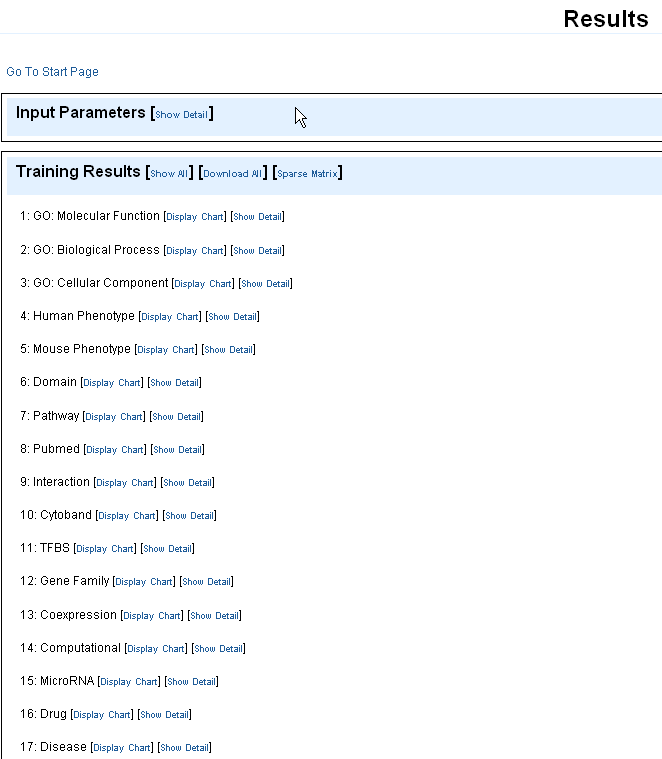 Results
Go To Start Page
Input Parameters [Show Detail]
Training Results [Show All] [Download All] [Sparse Matrix]
1: GO: Molecular Function [Display Chart] [Show Detail]
2: GO: Biological Process [Display Chart] [Show Detail]
3: GO: Cellular Component [Display Chart] [Show Detail]
4: Human Phenotype [Display Chart] [Show Detail]
5: Mouse Phenotype [Display Chart] [Show Detail]
6: Domain [Display Chart] [Show Detail]
7: Pathway [Display Chart] [Show Detail]
8: Pubmed [Display Chart] [Show Detail]
9: Interaction [Display Chart] [Show Detail]
10: Cytoband [Display Chart] [Show Detail]
11: TFBS [Display Chart] [Show Detail]
12: Gene Family [Display Chart] [Show Detail]
13: Coexpression [Display Chart] [Show Detail]
14: Computational [Display Chart] [Show Detail]
15: MicroRNA [Display Chart] [Show Detail]
16: Drug [Display Chart] [Show Detail]
17: Disease [Display Chart] [Show Detail]